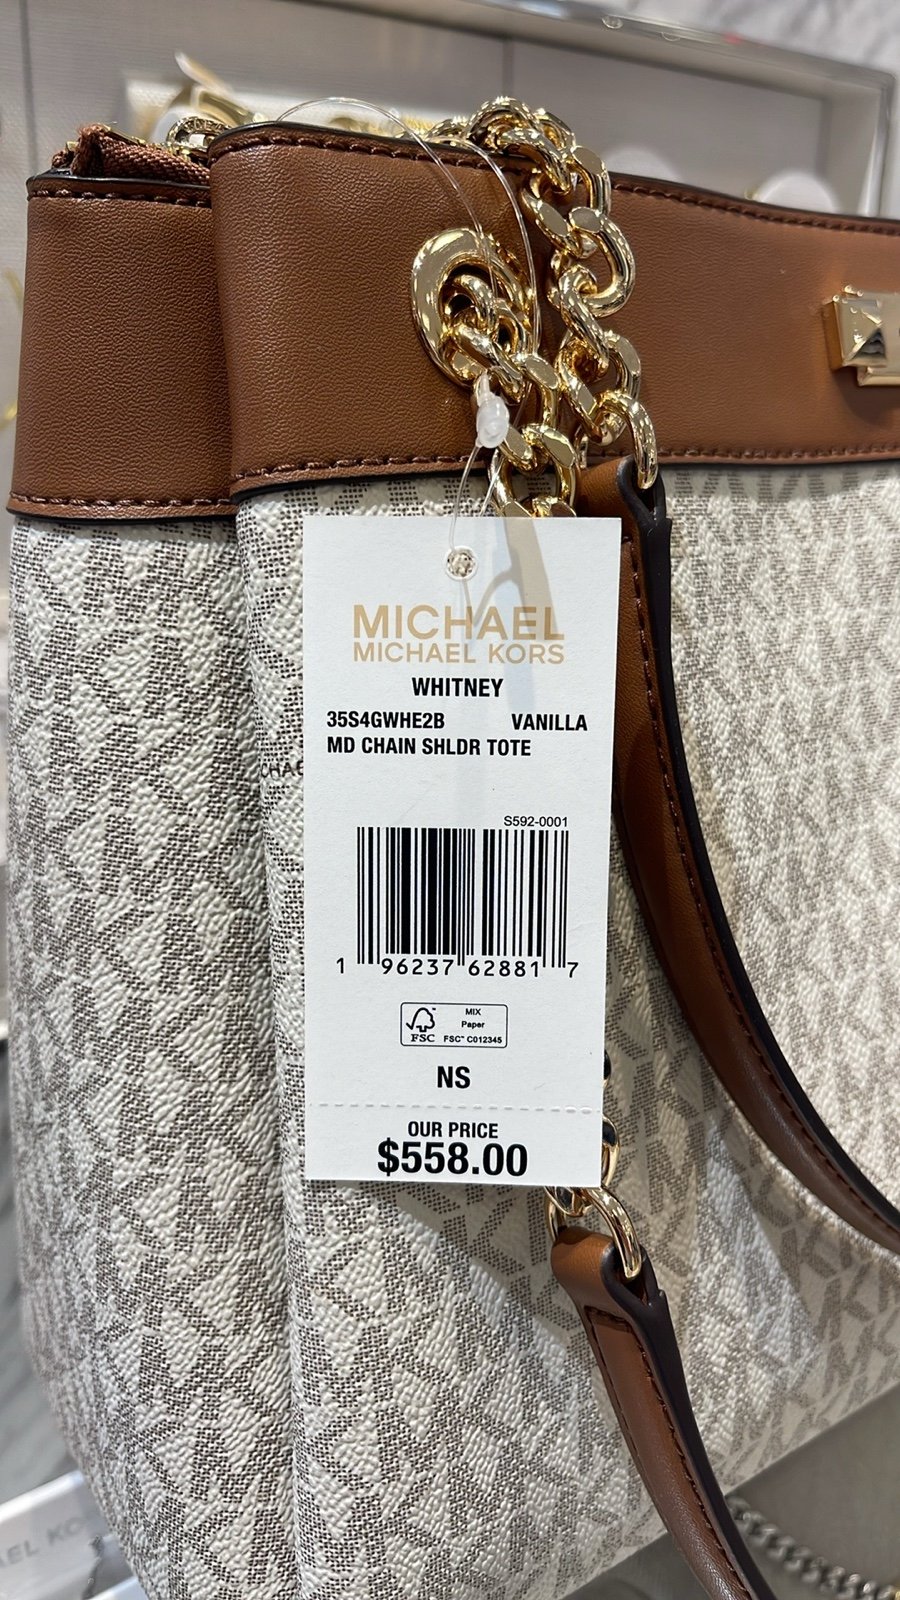 MICHAEL
MICHAEL KORS
WHITNEY
35S4GWHE2B VANILLA
MD CHAIN SHLDR TOTE
S592-0001
1 96237 62881 7
FSC
MIX
Paper
FSC™ C012345
NS
OUR PRICE
$558.00